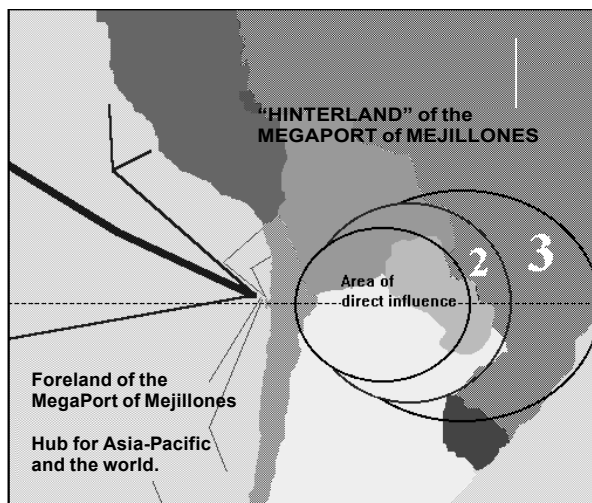 “HINTERLAND” of the
MEGAPORT of MEJILLONES
2
3
Area of
direct influence
Foreland of the
MegaPort of Mejillones
Hub for Asia-Pacific
and the world.